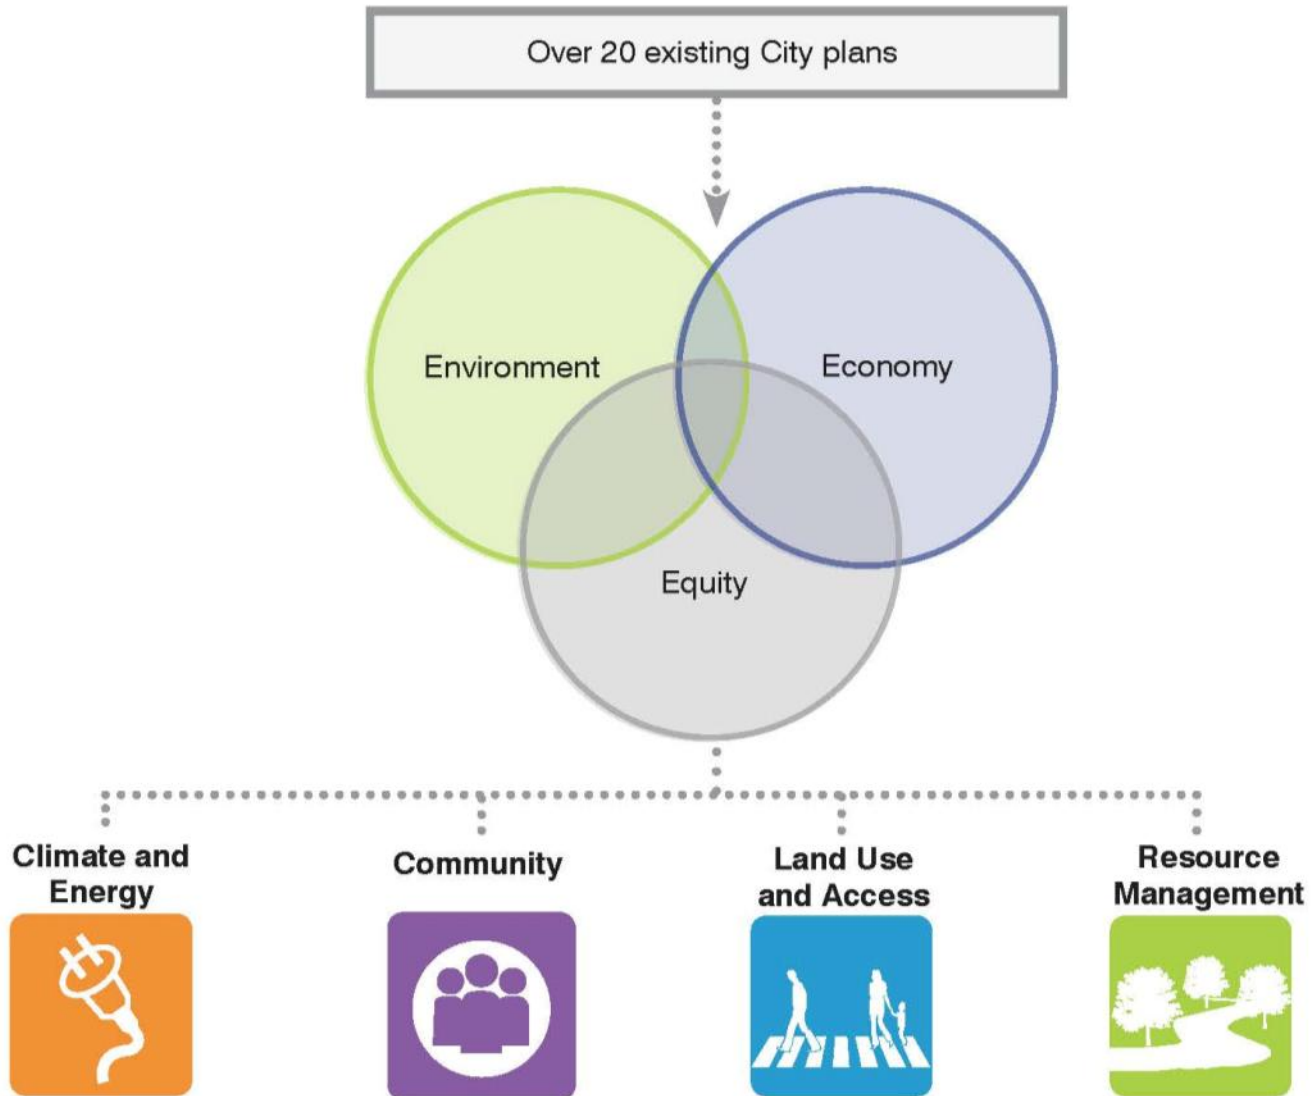 Over 20 existing City plans
Environment
Economy
Equity
Climate and
Energy
Community
Land Use
and Access
Resource
Management